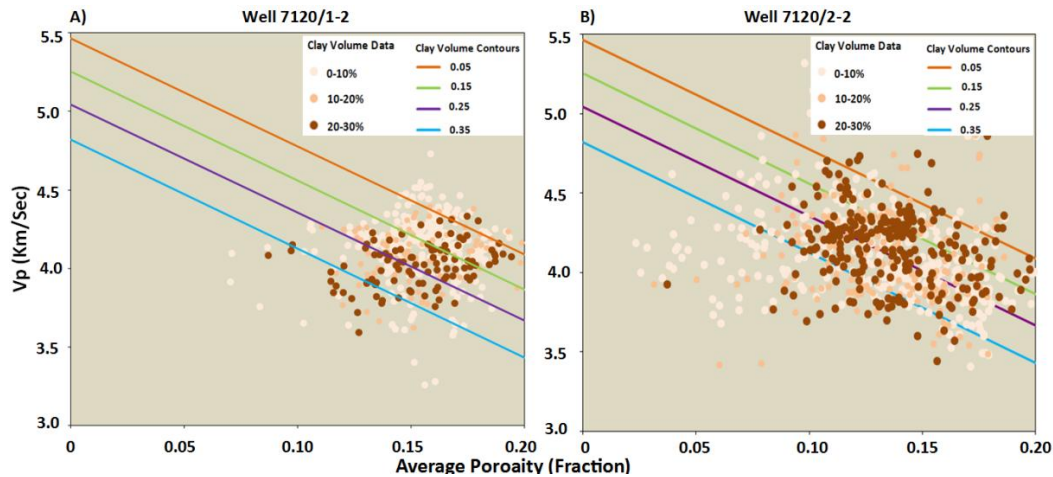 A) Well 7120/1-2
5.5
5.0
4.5
4.0
3.5
3.0
0 0.05 0.10 0.15 0.20
Clay Volume Data
0-10%
10-20%
20-30%
Clay Volume Contours
0.05
0.15
0.25
0.35
B) Well 7120/2-2
5.5
5.0
4.5
4.0
3.5
3.0
0 0.05 0.10 0.15 0.20
Clay Volume Data
0-10%
10-20%
20-30%
Clay Volume Contours
0.05
0.15
0.25
0.35
Vp (Km/Sec)
Average Poroaity (Fraction)